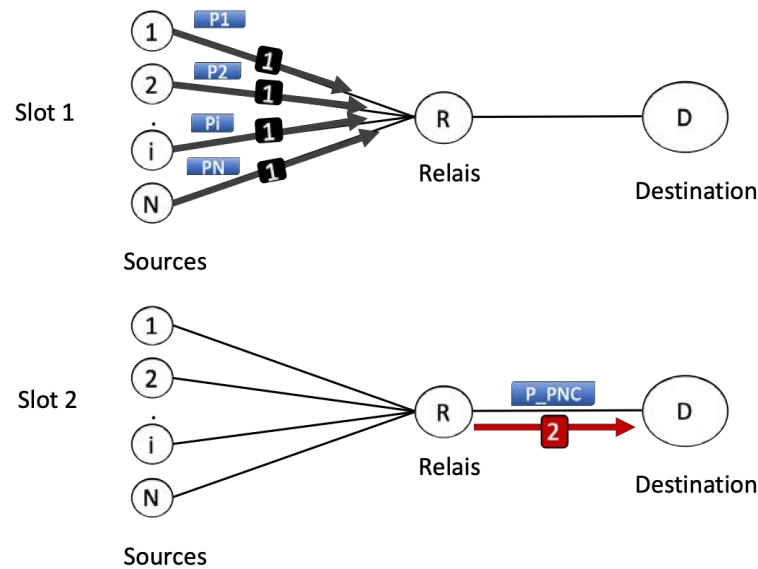 Slot 1
1
P1
1
2
P2
1
.
i
Pi
1
N
PN
1
R
Relais
D
Destination
Sources
Slot 2
1
2
.
i
N
R
Relais
P_PNC
2
D
Destination
Sources